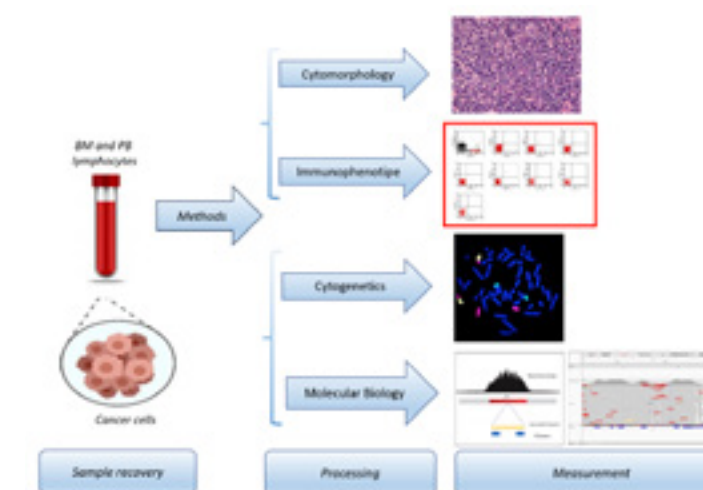 BM and PB
lymphocytes
Methods
Cancer cells
Cytomorphology
Immunophenotipe
Cytogenetics
Molecular Biology
Sample recovery
Processing
Measurement